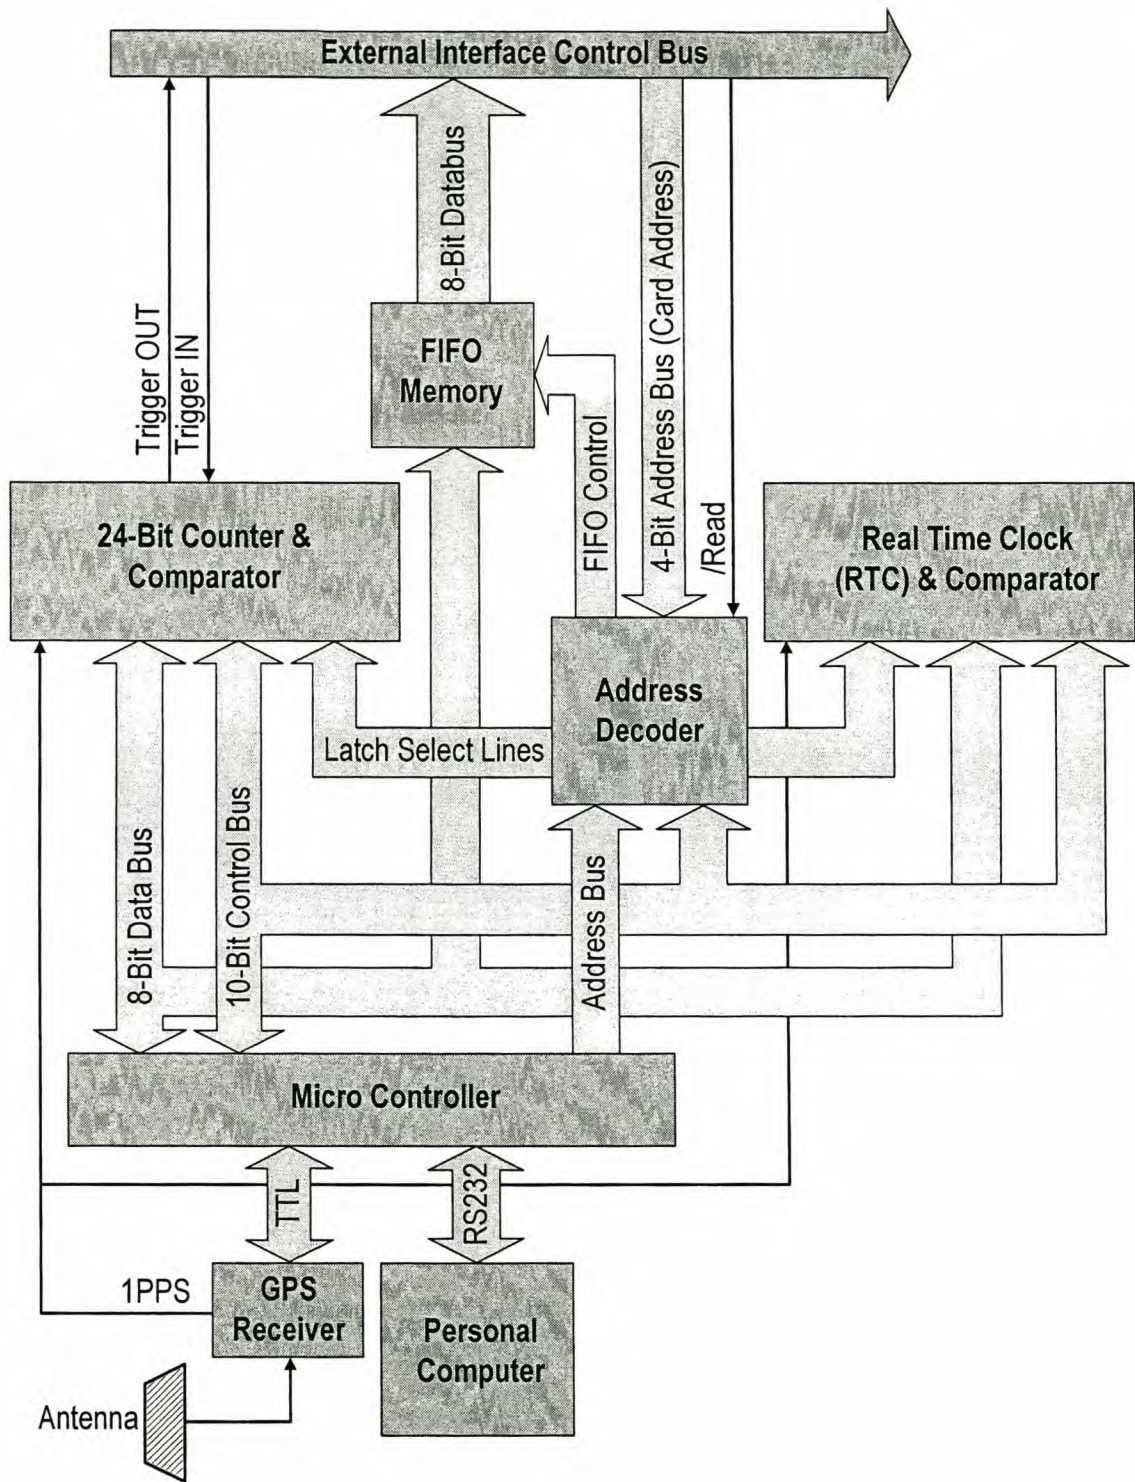 External Interface Control Bus
8-Bit Databus
4-Bit Address Bus (Card Address)
Trigger OUT
Trigger IN
FIFO
Memory
FIFO Control
/Read
24-Bit Counter &
Comparator
Real Time Clock
(RTC) & Comparator
Address
Decoder
Latch Select Lines
8-Bit Data Bus
10-Bit Control Bus
Address Bus
Micro Controller
TTL
RS232
1PPS
GPS
Receiver
Personal
Computer
Antenna